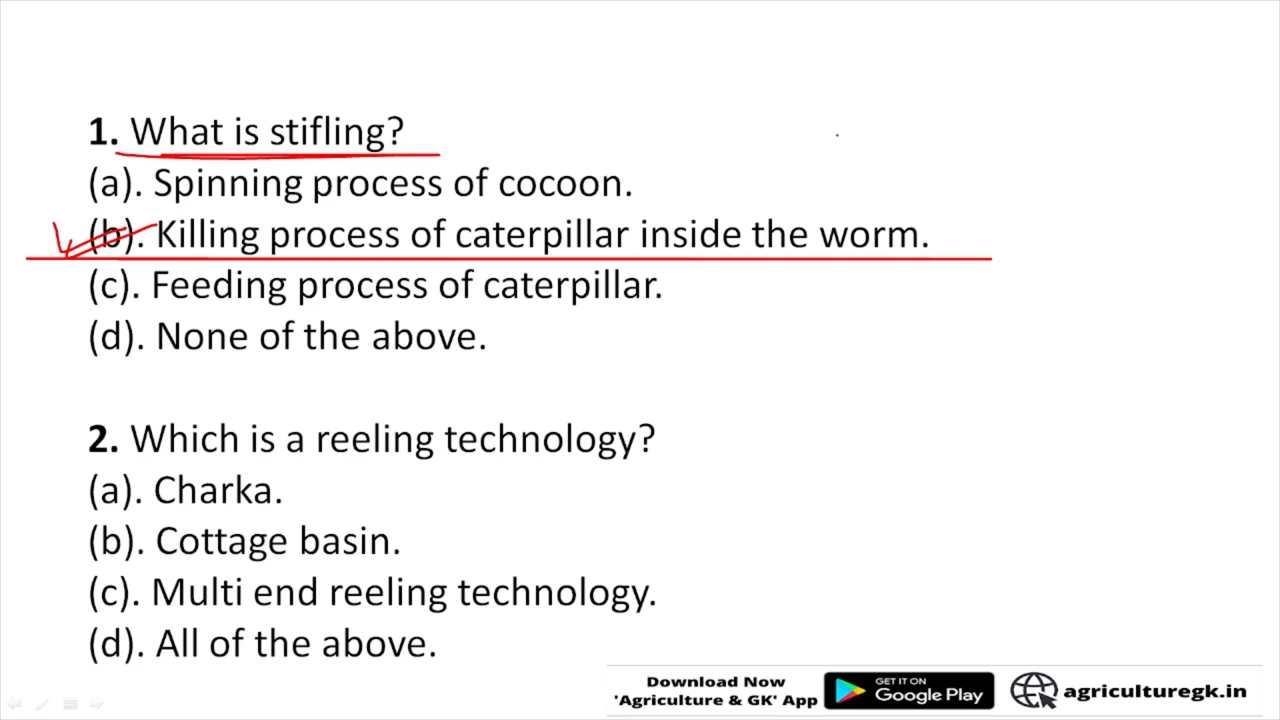 1. What is stifling?
(a). Spinning process of cocoon.
(b). Killing process of caterpillar inside the worm.
(c). Feeding process of caterpillar.
(d). None of the above.
2. Which is a reeling technology?
(a). Charka.
(b). Cottage basin.
(c). Multi end reeling technology.
(d). All of the above.
Download Now
'Agriculture & GK' App
GET IT ON
Google Play
agriculturegk.in